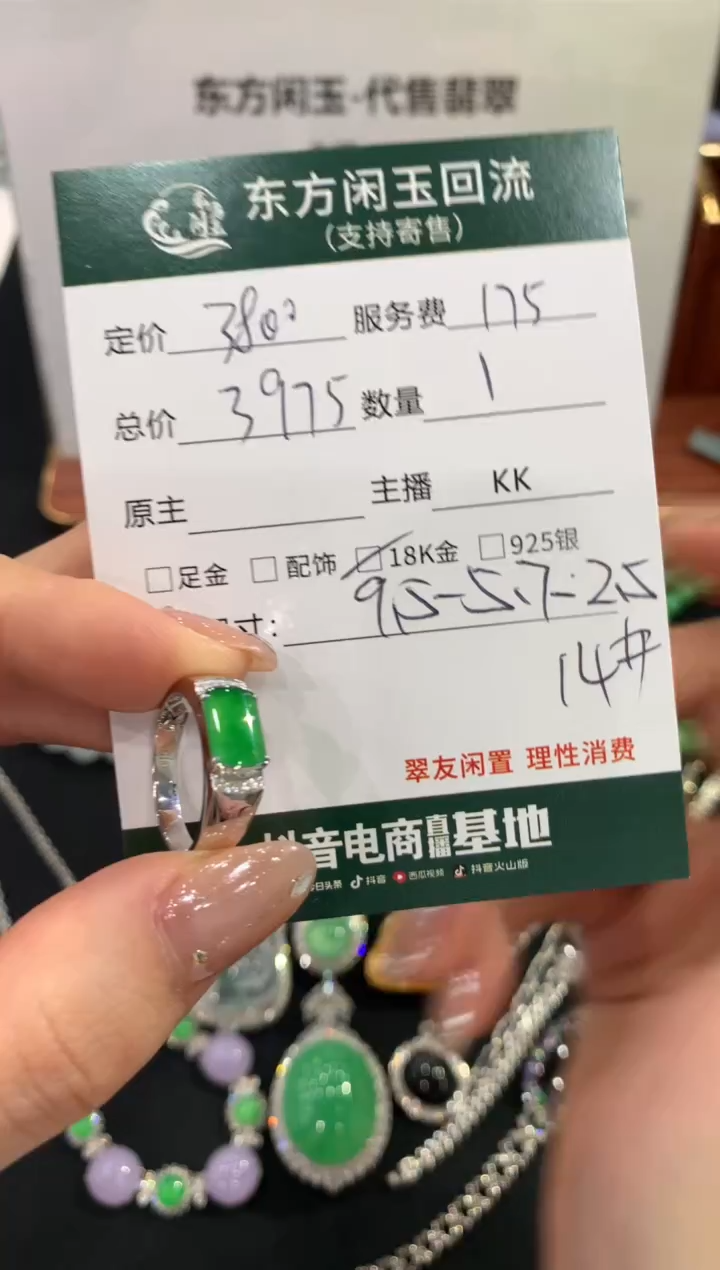 东方闲玉·代售翡翠
东方闲玉回流
(支持寄售)
定价 3800 服务费 175
总价 3975 数量 1
原主 主播 KK
□足金 □配饰 □18K金 □925银
寸: 9.5-5.7-2.5
14#
翠友闲置 理性消费
抖音电商直播基地
今日头条 抖音 西瓜视频 抖音火山版